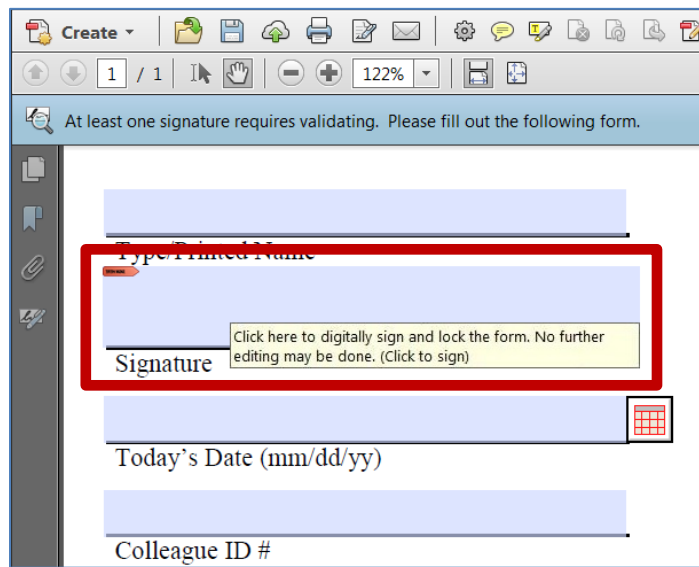 Create
1 / 1 122%
At least one signature requires validating. Please fill out the following form.
Type/Printed Name
Click here to digitally sign and lock the form. No further
editing may be done. (Click to sign)
Signature
Today's Date (mm/dd/yy)
Colleague ID #